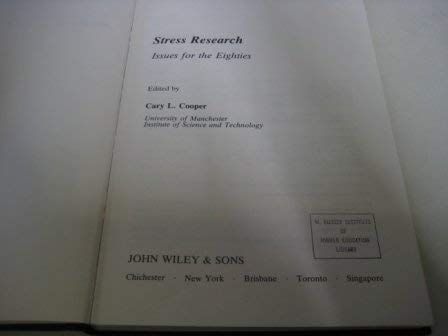 Stress Research
Issues for the Eighties
Edited by
Cary L. Cooper
University of Manchester
Institute of Science and Technology
W. SUSSEX INSTITUTE
OF
HIGHER EDUCATION
LIBRARY
JOHN WILEY & SONS
Chichester · New York · Brisbane · Toronto · Singapore